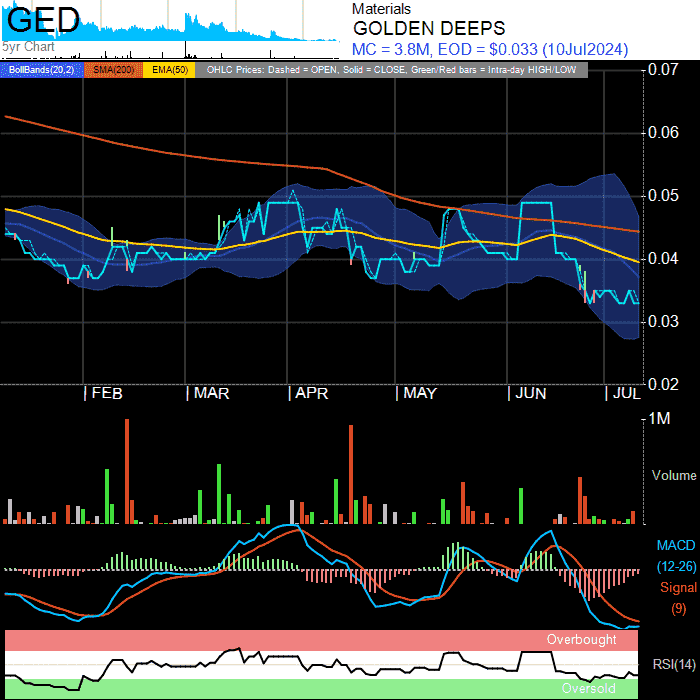 GED
5yr Chart
Materials
GOLDEN DEEPS
MC = 3.8M, EOD = $0.033 (10Jul2024)
BollBands(20,2) SMA(200) EMA(50) OHLC Prices: Dashed = OPEN, Solid = CLOSE, Green/Red bars = Intra-day HIGH/LOW
0.07
0.06
0.05
0.04
0.03
0.02
| FEB | MAR | APR | MAY | JUN | JUL
1M
Volume
MACD
(12-26)
Signal
(9)
Overbought
RSI(14)
Oversold